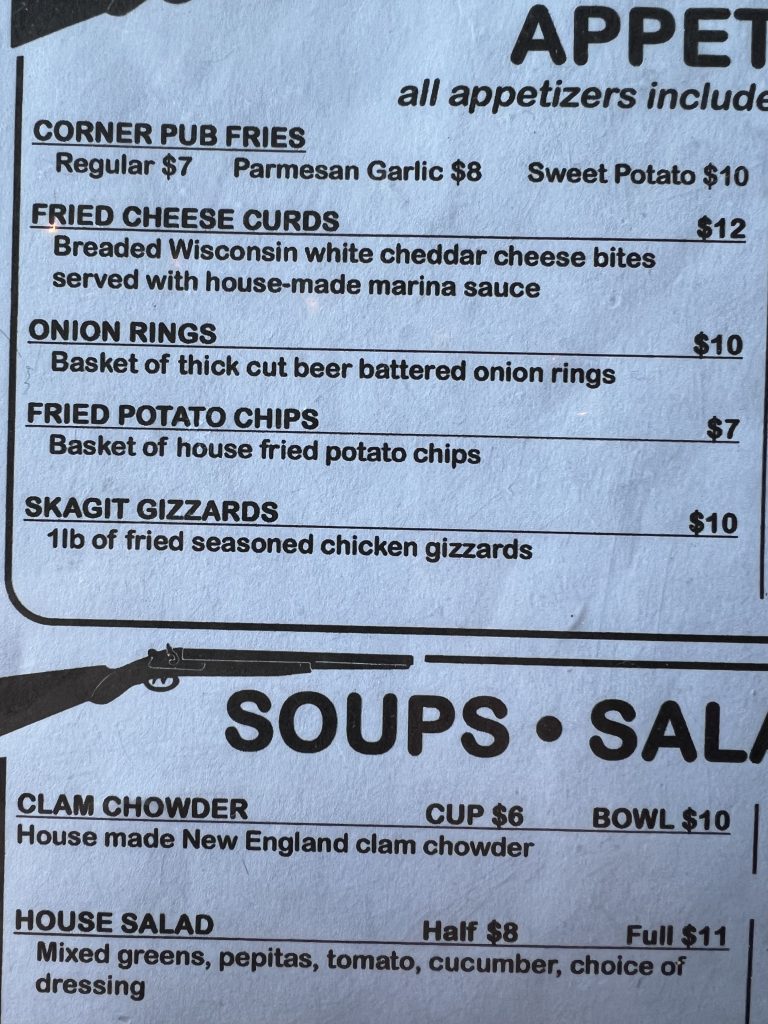 APPET
all appetizers include
CORNER PUB FRIES
Regular $7 Parmesan Garlic $8 Sweet Potato $10
FRIED CHEESE CURDS $12
Breaded Wisconsin white cheddar cheese bites
served with house-made marina sauce
ONION RINGS $10
Basket of thick cut beer battered onion rings
FRIED POTATO CHIPS $7
Basket of house fried potato chips
SKAGIT GIZZARDS $10
1lb of fried seasoned chicken gizzards
SOUPS • SALA
CLAM CHOWDER CUP $6 BOWL $10
House made New England clam chowder
HOUSE SALAD Half $8 Full $11
Mixed greens, pepitas, tomato, cucumber, choice of
dressing